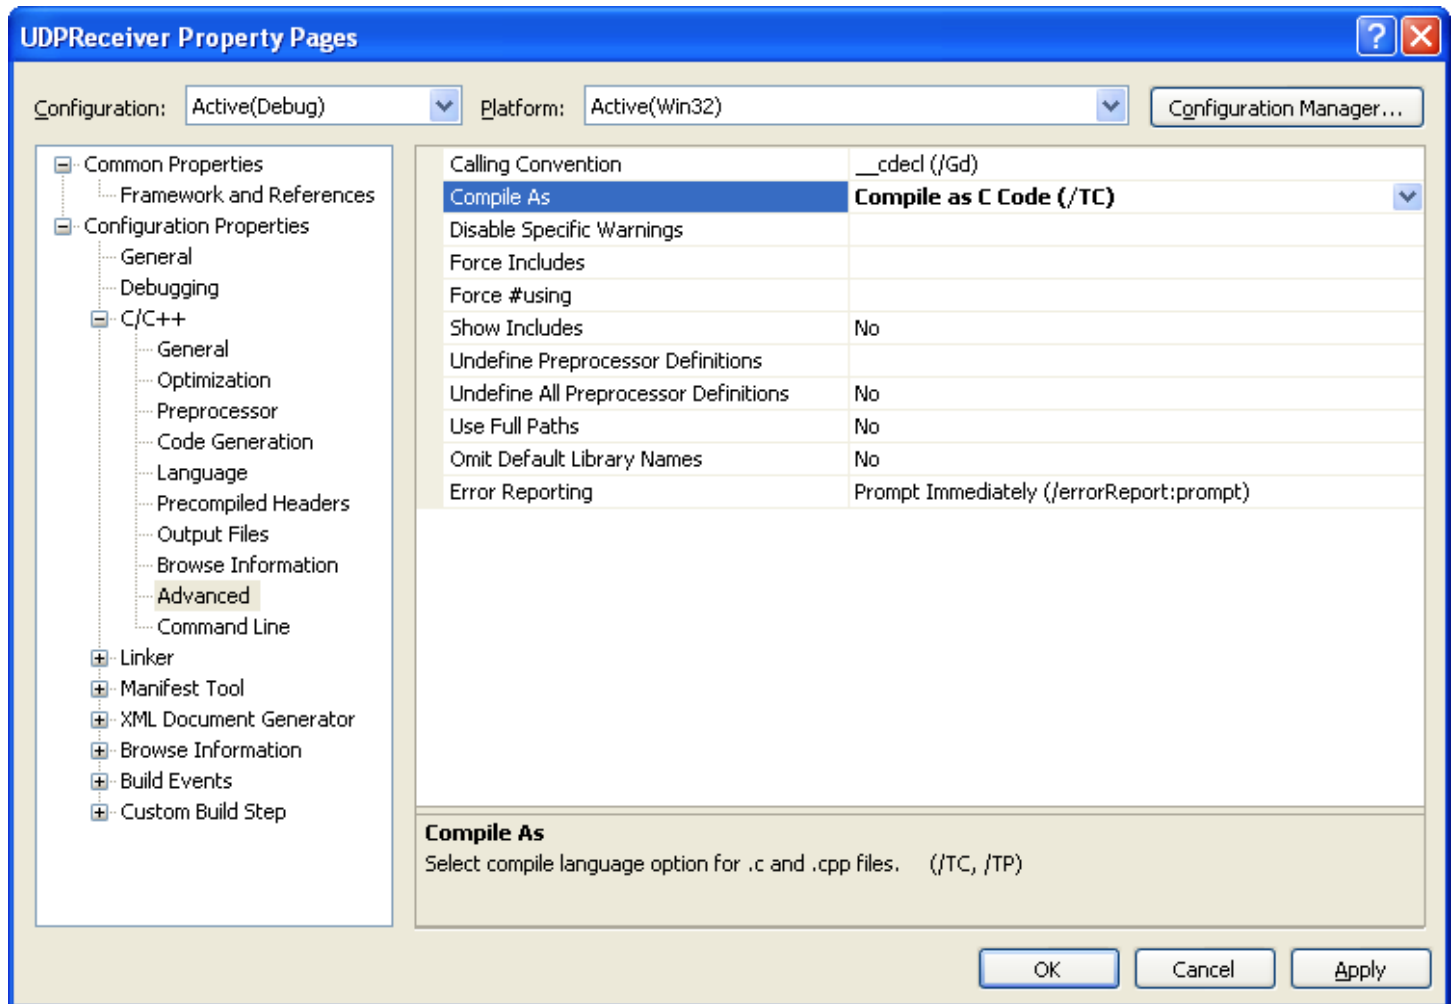 UDPReceiver Property Pages
Configuration: Active(Debug) Platform: Active(Win32) Configuration Manager...
Common Properties
Framework and References
Configuration Properties
General
Debugging
C/C++
General
Optimization
Preprocessor
Code Generation
Language
Precompiled Headers
Output Files
Browse Information
Advanced
Command Line
Linker
Manifest Tool
XML Document Generator
Browse Information
Build Events
Custom Build Step
Calling Convention __cdecl (/Gd)
Compile As Compile as C Code (/TC)
Disable Specific Warnings
Force Includes
Force #using
Show Includes No
Undefine Preprocessor Definitions
Undefine All Preprocessor Definitions No
Use Full Paths No
Omit Default Library Names No
Error Reporting Prompt Immediately (/errorReport:prompt)
Compile As
Select compile language option for .c and .cpp files. (/TC, /TP)
OK Cancel Apply